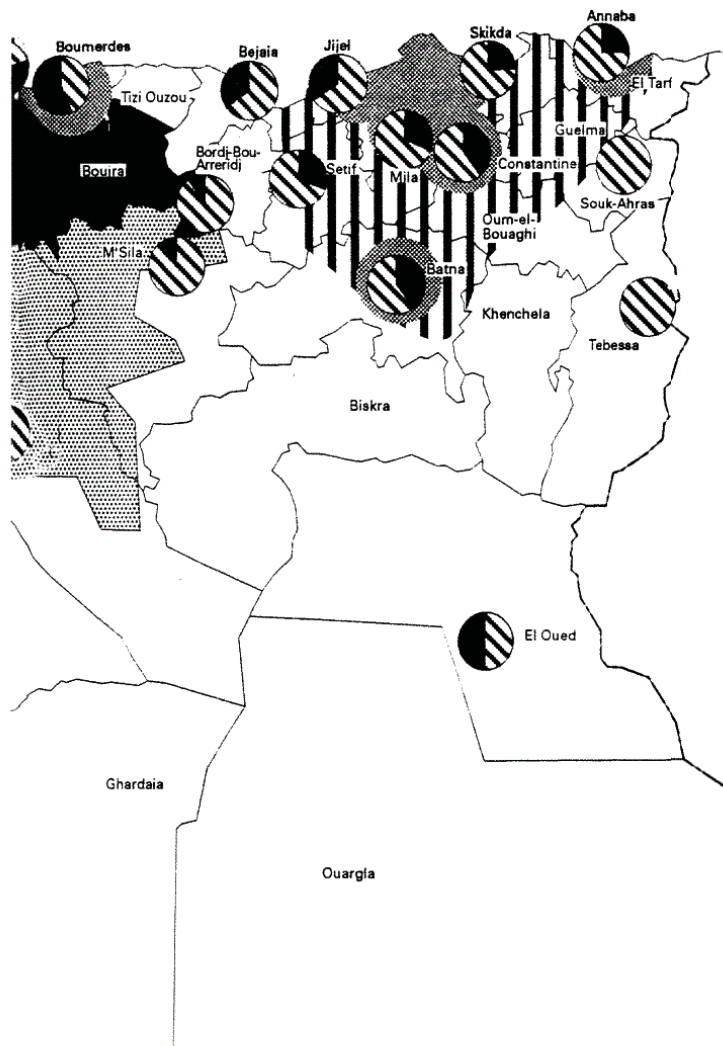 Annaba
Skikda
Jijel
Bejaia
Boumerdes
El Tarf
Tizi Ouzou
Guelma
Bordj-Bou-
Arreridj
Setif
Mila
Constantine
Bouira
Souk-Ahras
Oum-el-
Bouaghi
M'Sila
Batna
Khenchela
Tebessa
Biskra
El Oued
Ghardaia
Ouargla